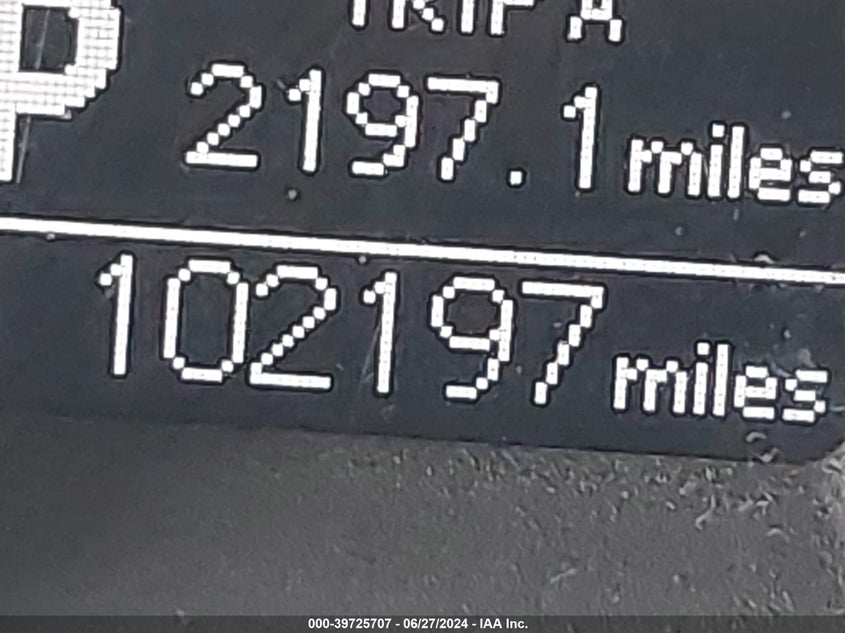 TRIP A
P
2197.1 miles
102197 miles
000-39725707 - 06/27/2024 - IAA Inc.